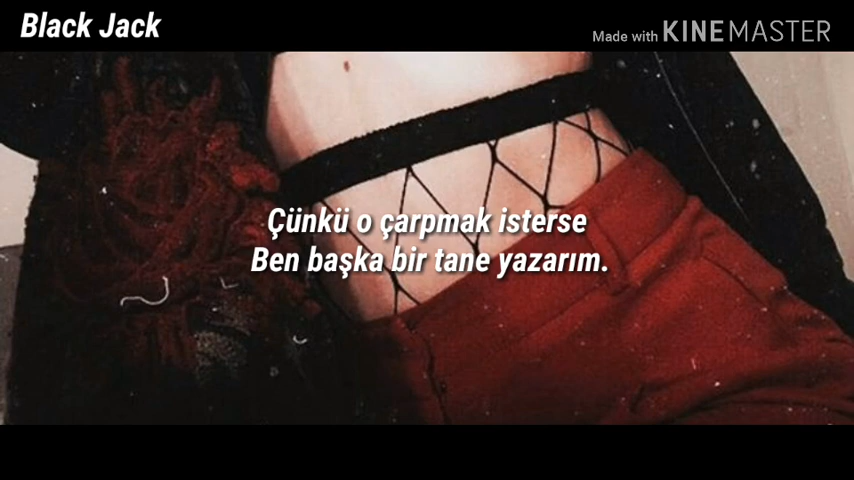 Black Jack
Made with KINEMASTER
Çünkü o çarpmak isterse
Ben başka bir tane yazarım.